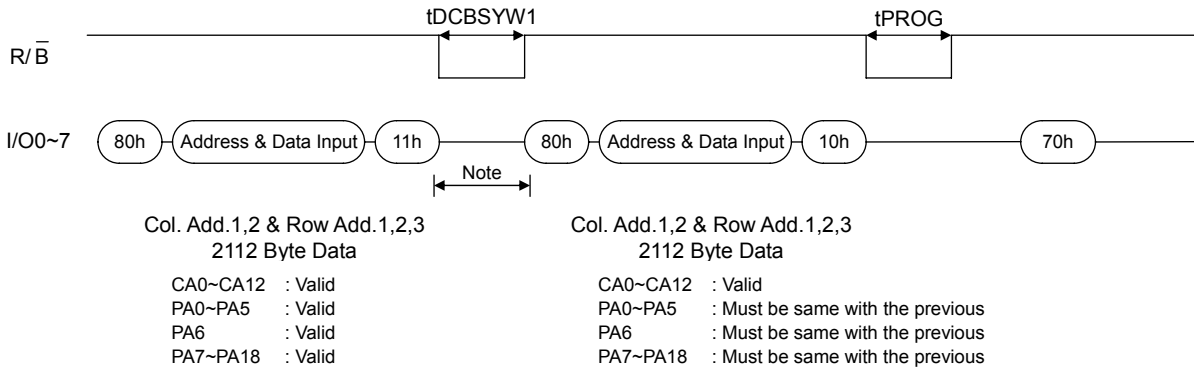 tDCBSYW1 tPROG
R/B̅
I/O0~7 80h Address & Data Input 11h 80h Address & Data Input 10h 70h
Note
Col. Add.1,2 & Row Add.1,2,3 Col. Add.1,2 & Row Add.1,2,3
2112 Byte Data 2112 Byte Data
CA0~CA12 : Valid CA0~CA12 : Valid
PA0~PA5 : Valid PA0~PA5 : Must be same with the previous
PA6 : Valid PA6 : Must be same with the previous
PA7~PA18 : Valid PA7~PA18 : Must be same with the previous